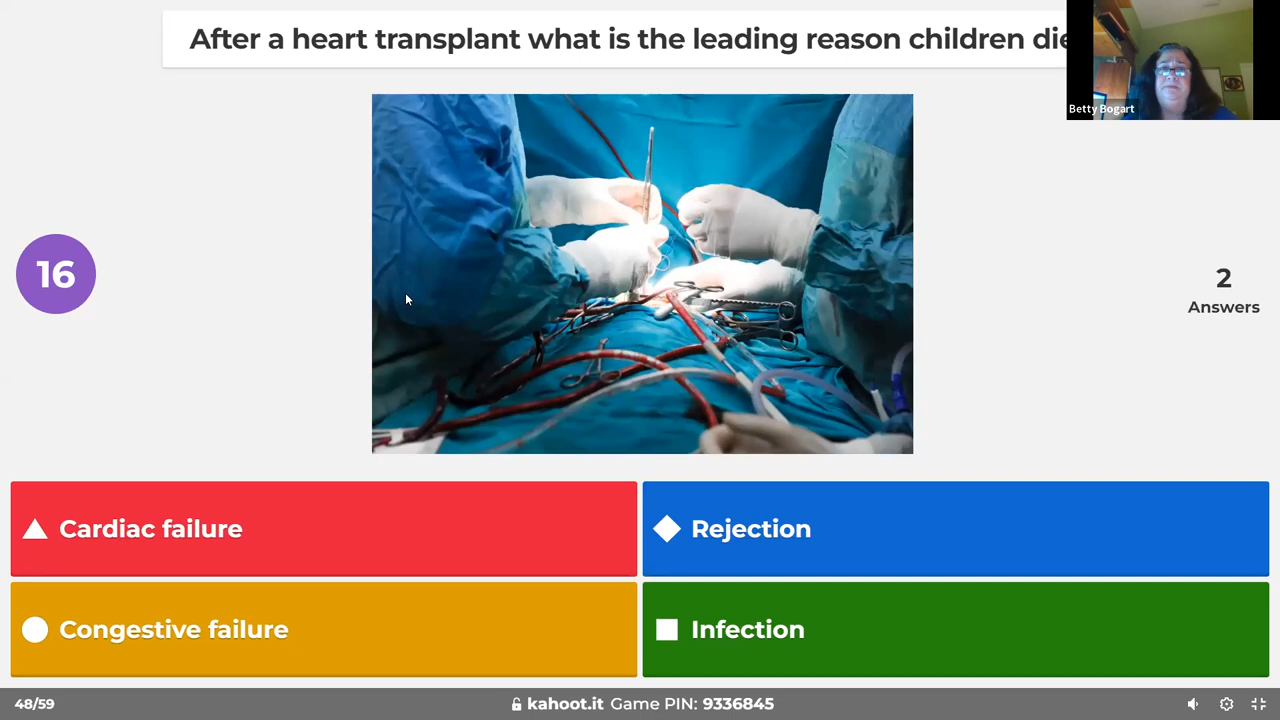 After a heart transplant what is the leading reason children die
Betty Bogart
16
2
Answers
Cardiac failure
Rejection
Congestive failure
Infection
48/59
kahoot.it Game PIN: 9336845